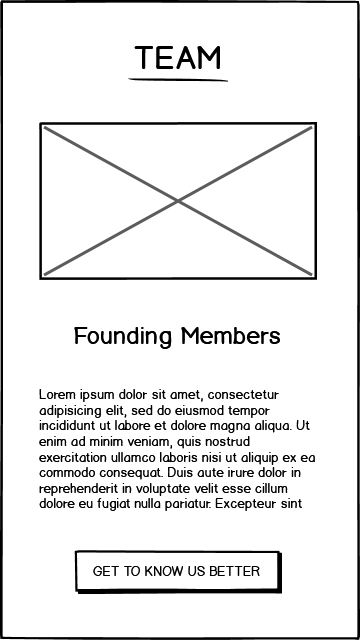 TEAM
Founding Members
Lorem ipsum dolor sit amet, consectetur
adipisicing elit, sed do eiusmod tempor
incididunt ut labore et dolore magna aliqua. Ut
enim ad minim veniam, quis nostrud
exercitation ullamco laboris nisi ut aliquip ex ea
commodo consequat. Duis aute irure dolor in
reprehenderit in voluptate velit esse cillum
dolore eu fugiat nulla pariatur. Excepteur sint
GET TO KNOW US BETTER